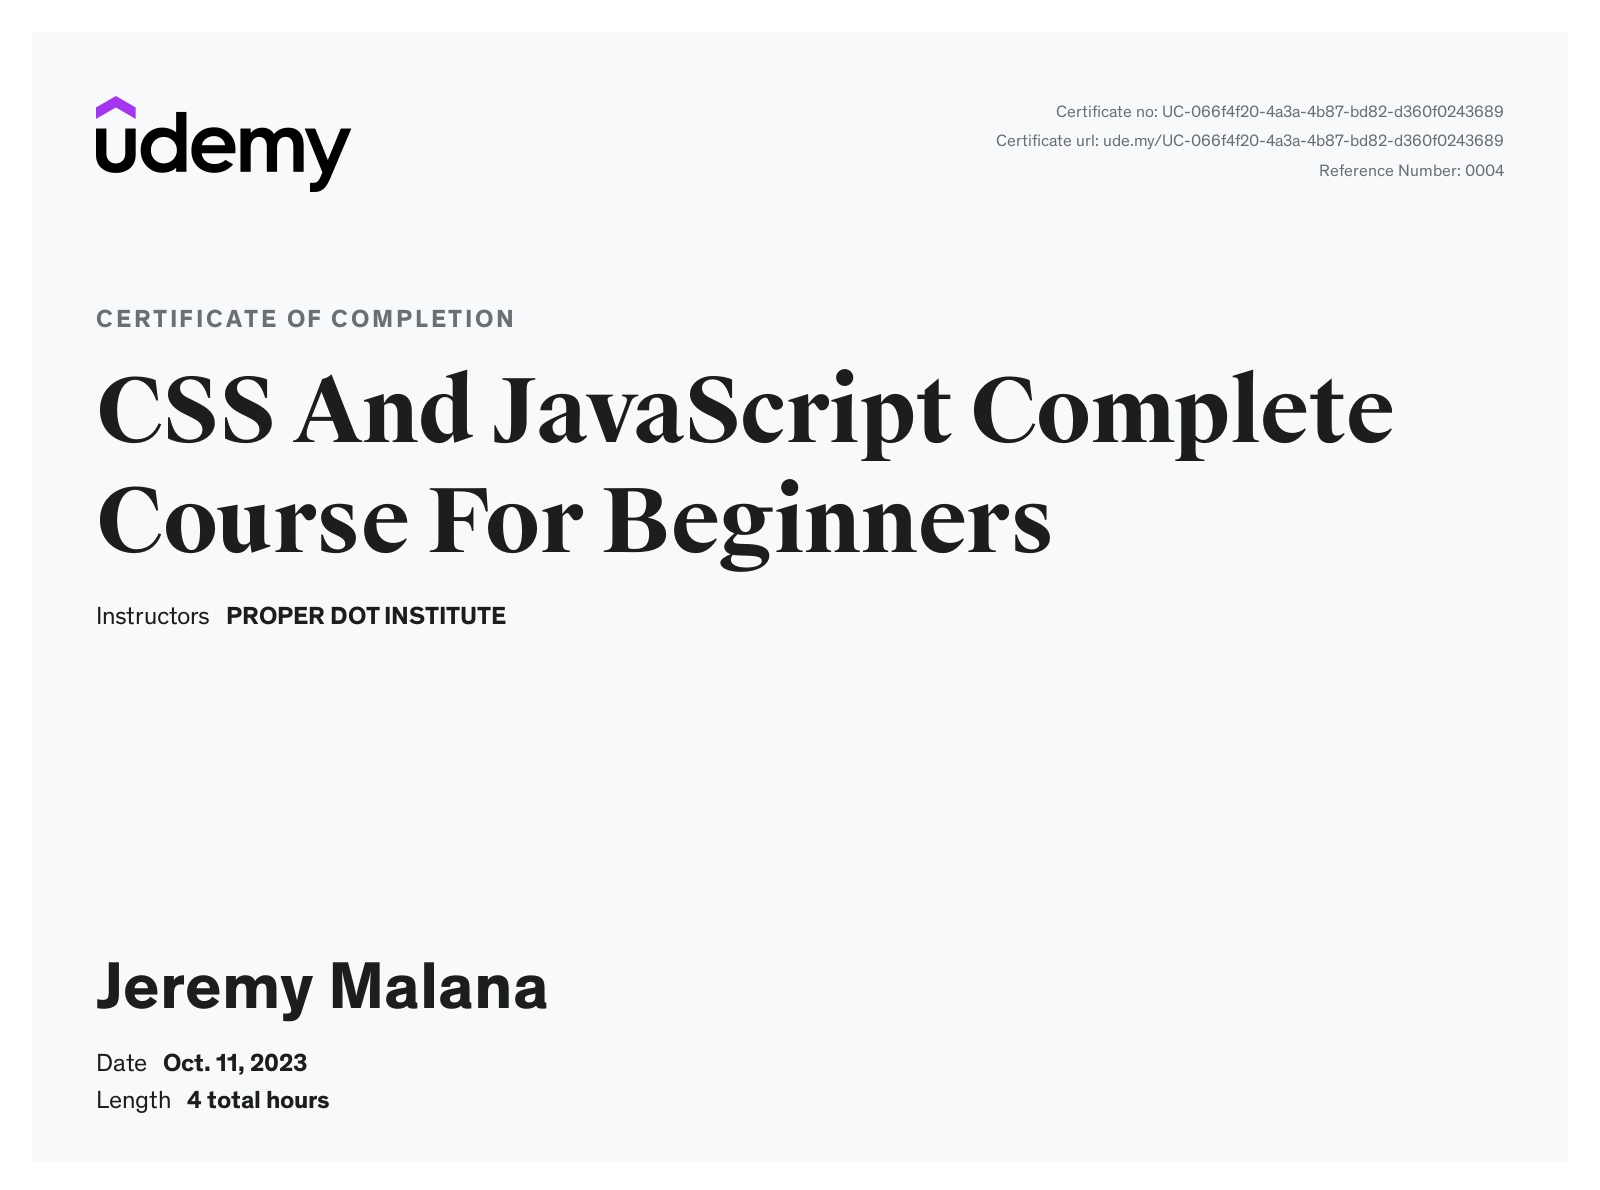 udemy
Certificate no: UC-066f4f20-4a3a-4b87-bd82-d360f0243689
Certificate url: ude.my/UC-066f4f20-4a3a-4b87-bd82-d360f0243689
Reference Number: 0004
CERTIFICATE OF COMPLETION
CSS And JavaScript Complete
Course For Beginners
Instructors PROPER DOT INSTITUTE
Jeremy Malana
Date Oct. 11, 2023
Length 4 total hours